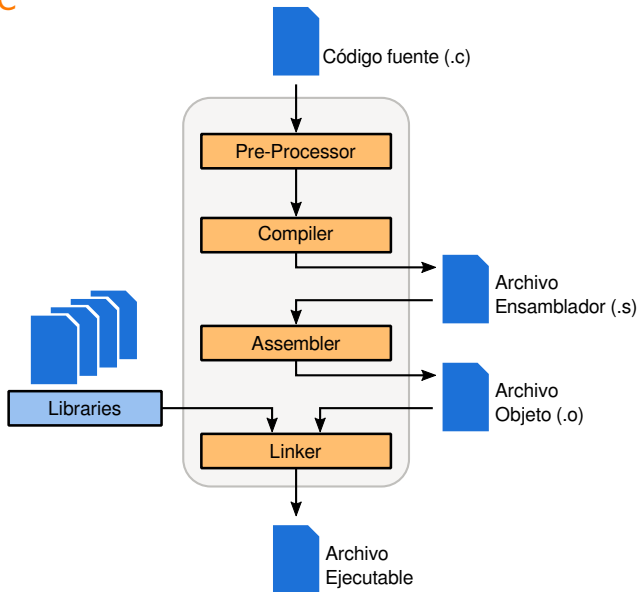 C
Código fuente (.c)
Pre-Processor
Compiler
Archivo
Ensamblador (.s)
Assembler
Archivo
Objeto (.o)
Libraries
Linker
Archivo
Ejecutable